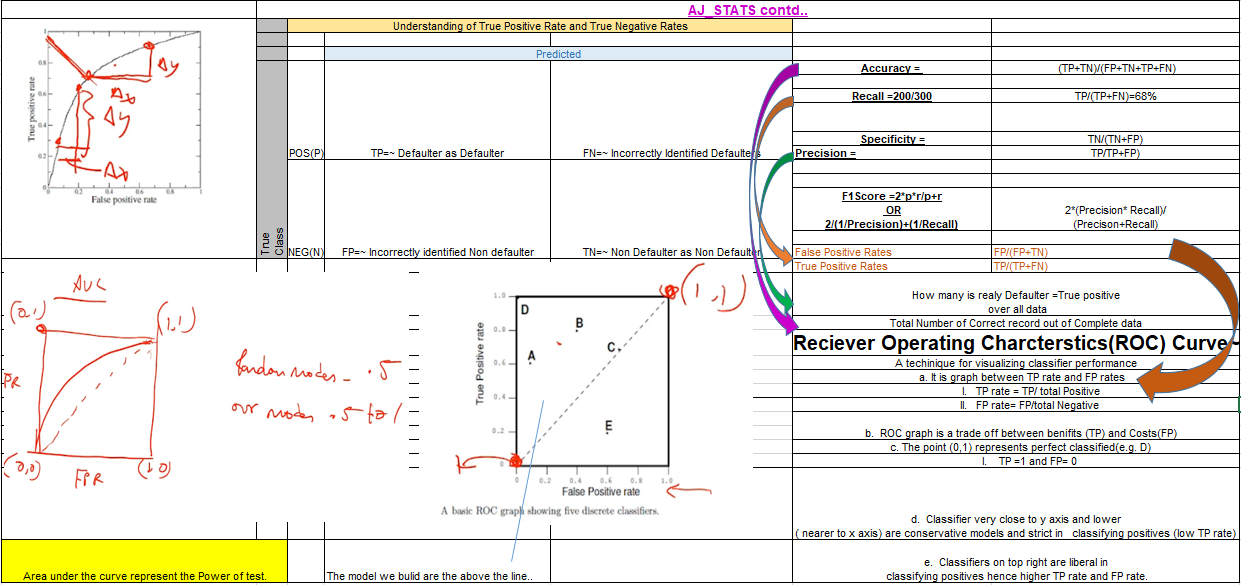 AJ_STATS contd..
Understanding of True Positive Rate and True Negative Rates
Predicted
1
0.8
0.6
0.4
0.2
0
0.2
0.4
0.6
0.8
1
True positive rate
False positive rate
Δy
Δx
Δy
Δx
True
Class
POS(P)
TP=~ Defaulter as Defaulter
FN=~ Incorrectly Identified Defaulters
NEG(N)
FP=~ Incorrectly identified Non defaulter
TN=~ Non Defaulter as Non Defaulter
Accuracy =
(TP+TN)/(FP+TN+TP+FN)
Recall =200/300
TP/(TP+FN)=68%
Specificity =
TN/(TN+FP)
Precision =
TP/TP+FP)
F1Score =2*p*r/p+r
OR
2/(1/Precision)+(1/Recall)
2*(Precision* Recall)/
(Precison+Recall)
False Positive Rates
FP/(FP+TN)
True Positive Rates
TP/(TP+FN)
How many is realy Defaulter =True positive
over all data
Total Number of Correct record out of Complete data
Reciever Operating Charcterstics(ROC) Curve
A techinique for visualizing classifier performance
a. It is graph between TP rate and FP rates
I. TP rate = TP/ total Positive
II. FP rate= FP/total Negative
b. ROC graph is a trade off between benifits (TP) and Costs(FP)
c. The point (0,1) represents perfect classified(e.g. D)
I. TP =1 and FP= 0
d. Classifier very close to y axis and lower
( nearer to x axis) are conservative models and strict in classifying positives (low TP rate)
e. Classifiers on top right are liberal in
classifying positives hence higher TP rate and FP rate.
AUC
(0,1)
(1,1)
PR
(0,0)
FPR
(1,0)
Random modes - .5
our modes .5 to 1
(1,1)
1.0
0.8
0.6
0.4
0.2
0
D
B
A
C
E
0
0.2
0.4
0.6
0.8
1.0
True Positive rate
False Positive rate
A basic ROC graph showing five discrete classifiers.
Area under the curve represent the Power of test.
The model we bulid are the above the line..